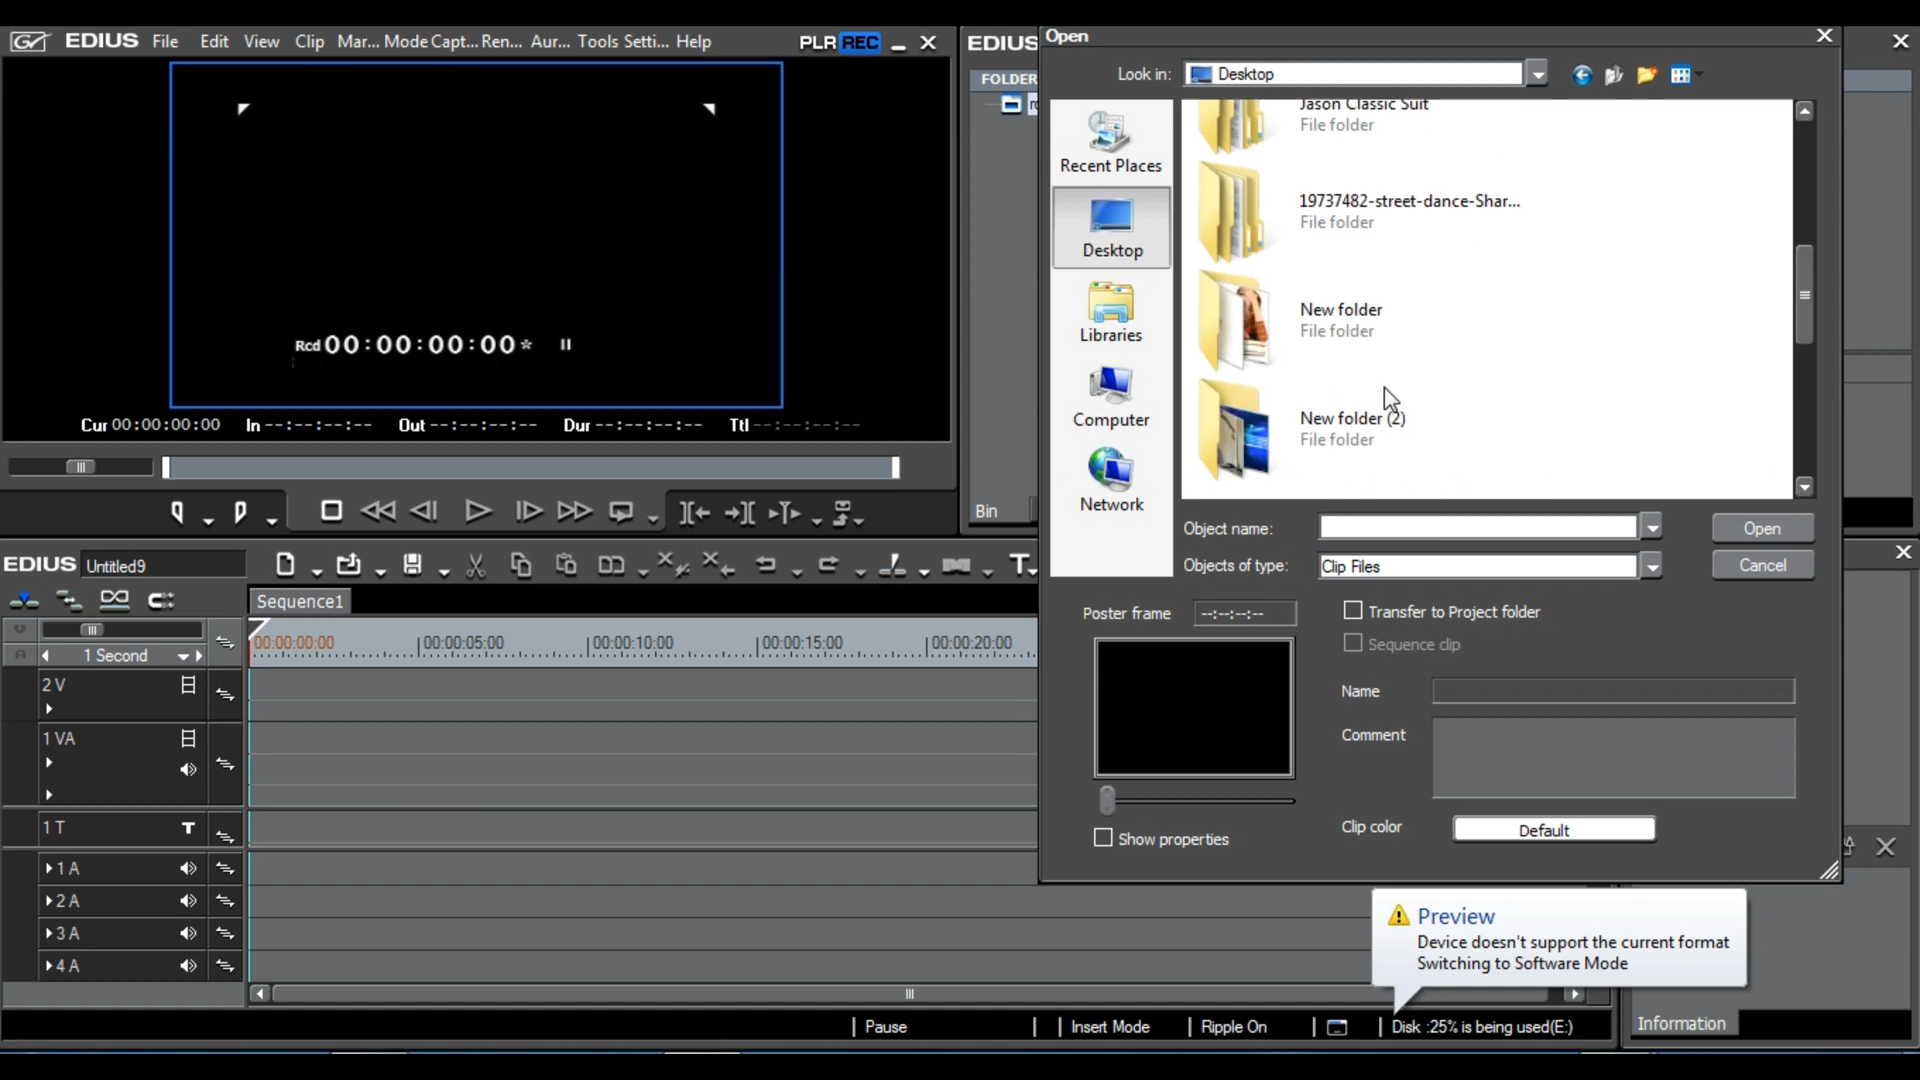 EDIUS File Edit View Clip Mar... Mode Capt... Ren... Aur... Tools Setti... Help PLR REC
Rcd 00:00:00:00* II
Cur 00:00:00:00 In --:--:--:-- Out --:--:--:-- Dur --:--:--:-- Ttl --:--:--:--
EDIUS
FOLDER
Bin
Open
Look in: Desktop
Recent Places
Desktop
Libraries
Computer
Network
Jason Classic Suit
File folder
19737482-street-dance-Shar...
File folder
New folder
File folder
New folder (2)
File folder
Object name:
Open
Objects of type: Clip Files
Cancel
Poster frame --:--:--:--
Transfer to Project folder
Sequence clip
Name
Comment
Clip color Default
Show properties
EDIUS Untitled9
Sequence1
1 Second
00:00:00:00 00:00:05:00 00:00:10:00 00:00:15:00 00:00:20:00
2 V
1 VA
1 T T
1 A
2 A
3 A
4 A
Preview
Device doesn't support the current format
Switching to Software Mode
Pause Insert Mode Ripple On Disk :25% is being used(E:)
Information